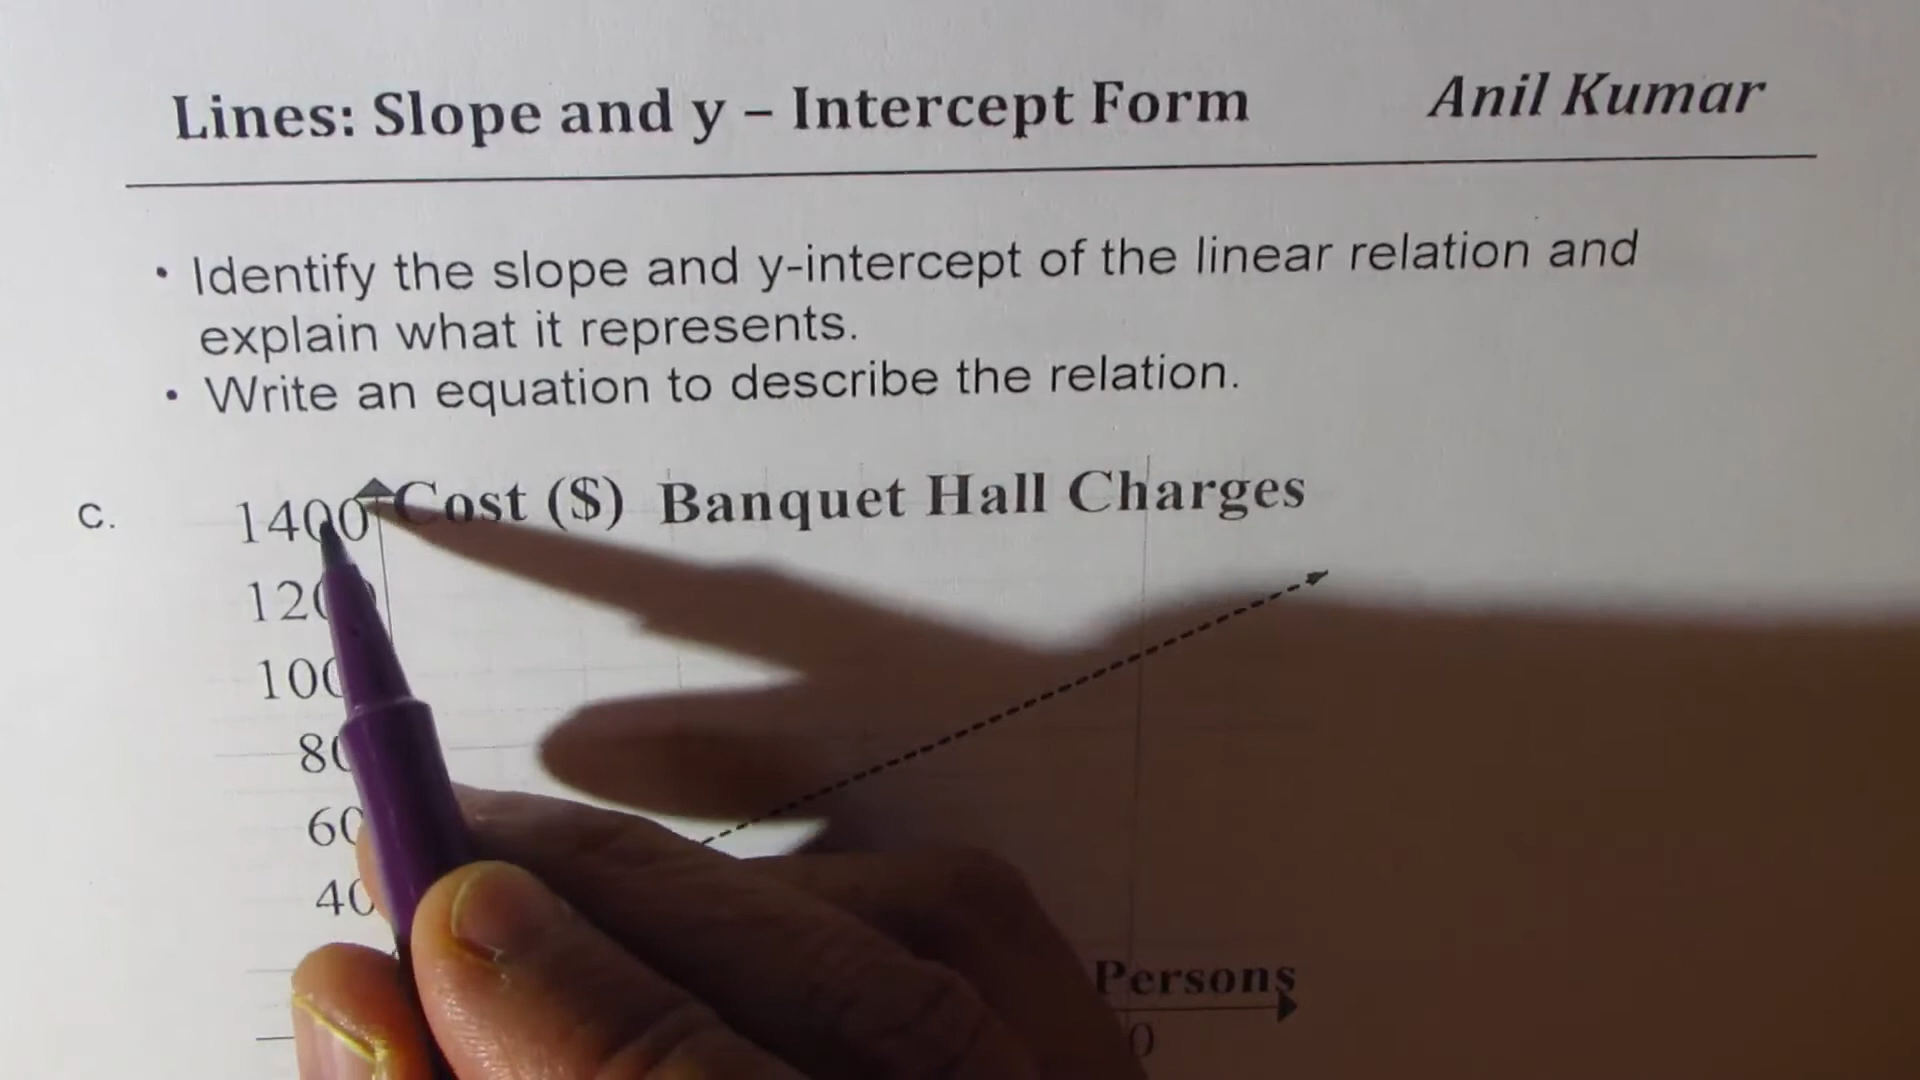 Lines: Slope and y – Intercept Form
Anil Kumar
• Identify the slope and y-intercept of the linear relation and
explain what it represents.
• Write an equation to describe the relation.
c.
1400 Cost ($) Banquet Hall Charges
Persons